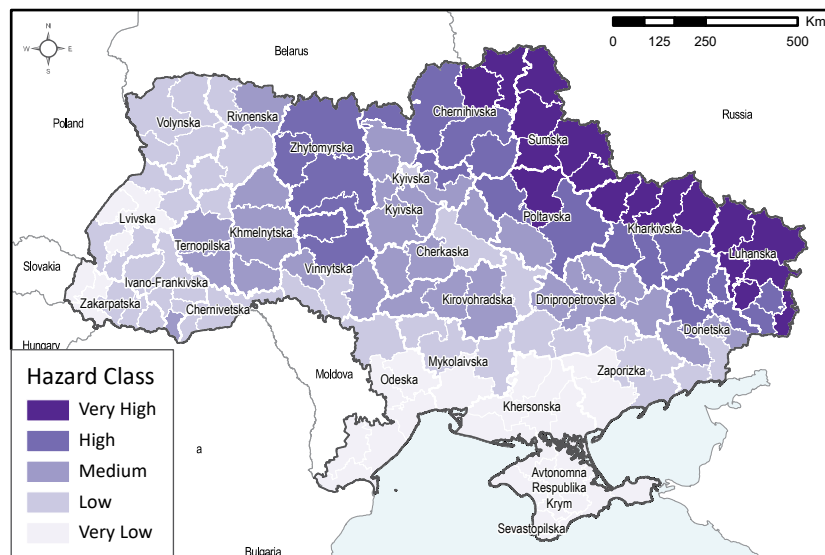 N
W E
S
Belarus
Km
0 125 250 500
Poland
Russia
Volynska
Rivnenska
Chernihivska
Sumska
Zhytomyrska
Kyivska
Lvivska
Kyivska
Poltavska
Kharkivska
Khmelnytska
Ternopilska
Cherkaska
Luhanska
Slovakia
Vinnytska
Ivano-Frankivska
Zakarpatska
Chernivetska
Kirovohradska
Dnipropetrovska
Donetska
Hungary
Moldova
Mykolaivska
Odeska
Zaporizka
Khersonska
Hazard Class
Very High
High
Medium
Low
Very Low
a
Avtonomna
Respublika
Krym
Sevastopilska
Bulgaria